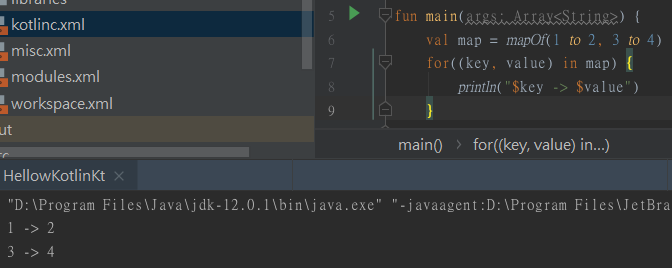 libraries
kotlinc.xml
misc.xml
modules.xml
workspace.xml
5 fun main(args: Array<String>) {
6 val map = mapOf(1 to 2, 3 to 4)
7 for((key, value) in map) {
8 println("$key -> $value")
9 }
main() > for((key, value) in...)
HellowKotlinKt ×
"D:\Program Files\Java\jdk-12.0.1\bin\java.exe" "-javaagent:D:\Program Files\JetBra
1 -> 2
3 -> 4